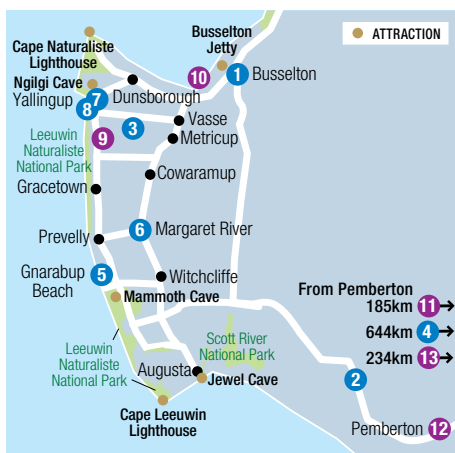 Cape Naturaliste
Lighthouse
Busselton
Jetty
ATTRACTION
Ngilgi Cave
Yallingup
7
8
Dunsborough
10
1
Busselton
3
Vasse
9
Metricup
Leeuwin
Naturaliste
National Park
Cowaramup
Gracetown
Prevelly
6
Margaret River
Gnarabup
Beach
5
Witchcliffe
Mammoth Cave
From Pemberton
185km 11
644km 4
234km 13
Leeuwin
Naturaliste
National Park
Scott River
National Park
Augusta
Jewel Cave
2
Cape Leeuwin
Lighthouse
Pemberton 12